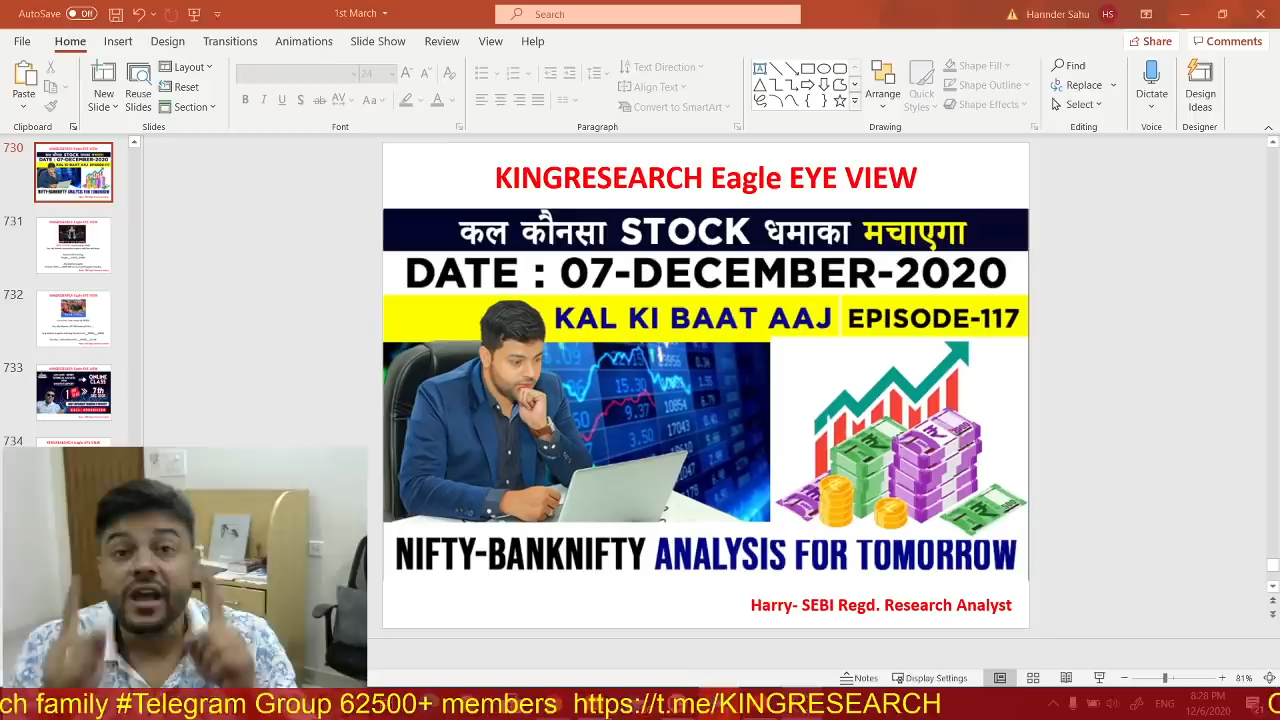 AutoSave Off
1st March
Search
Harinder Sahu HS
File Home Insert Design Transitions Animations Slide Show Review View Help
Share Comments
Paste
Clipboard
New Slide
Reuse Slides
Layout
Reset
Section
Slides
24
Font
Paragraph
Text Direction
Align Text
Convert to SmartArt
Arrange
Quick Styles
Shape Fill
Shape Outline
Shape Effects
Drawing
Find
Replace
Select
Editing
Dictate
Voice
Design Ideas
Designer
730
731
732
733
734
KINGRESEARCH Eagle EYE VIEW
कल कौनसा STOCK धमाका मचाएगा
DATE : 07-DECEMBER-2020
KAL KI BAAT AAJ EPISODE-117
NIFTY-BANKNIFTY ANALYSIS FOR TOMORROW
Harry- SEBI Regd. Research Analyst
Notes Display Settings 81%
ch family #Telegram Group 62500+ members https://t.me/KINGRESEARCH
ENG
8:28 PM
12/6/2020